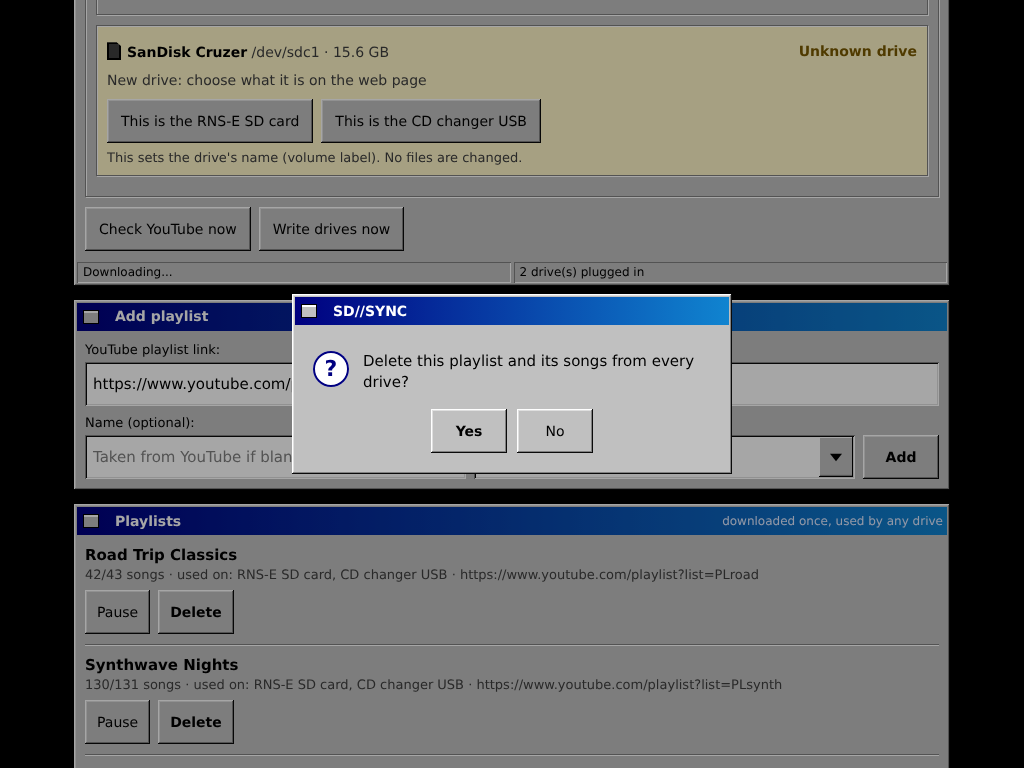 SanDisk Cruzer /dev/sdc1 · 15.6 GB
Unknown drive
New drive: choose what it is on the web page
This is the RNS-E SD card
This is the CD changer USB
This sets the drive's name (volume label). No files are changed.
Check YouTube now
Write drives now
Downloading...
2 drive(s) plugged in
Add playlist
YouTube playlist link:
https://www.youtube.com/
Name (optional):
Taken from YouTube if blan
Add
SD//SYNC
?
Delete this playlist and its songs from every
drive?
Yes
No
Playlists
downloaded once, used by any drive
Road Trip Classics
42/43 songs · used on: RNS-E SD card, CD changer USB · https://www.youtube.com/playlist?list=PLroad
Pause
Delete
Synthwave Nights
130/131 songs · used on: RNS-E SD card, CD changer USB · https://www.youtube.com/playlist?list=PLsynth
Pause
Delete